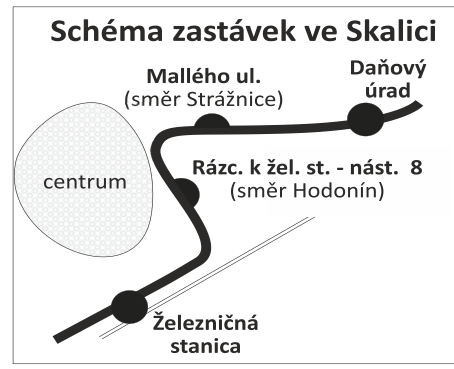 Schéma zastávek ve Skalici
Mallého ul.
(směr Strážnice)
Daňový
úrad
centrum
Rázc. k žel. st. - nást. 8
(směr Hodonín)
Železničná
stanica